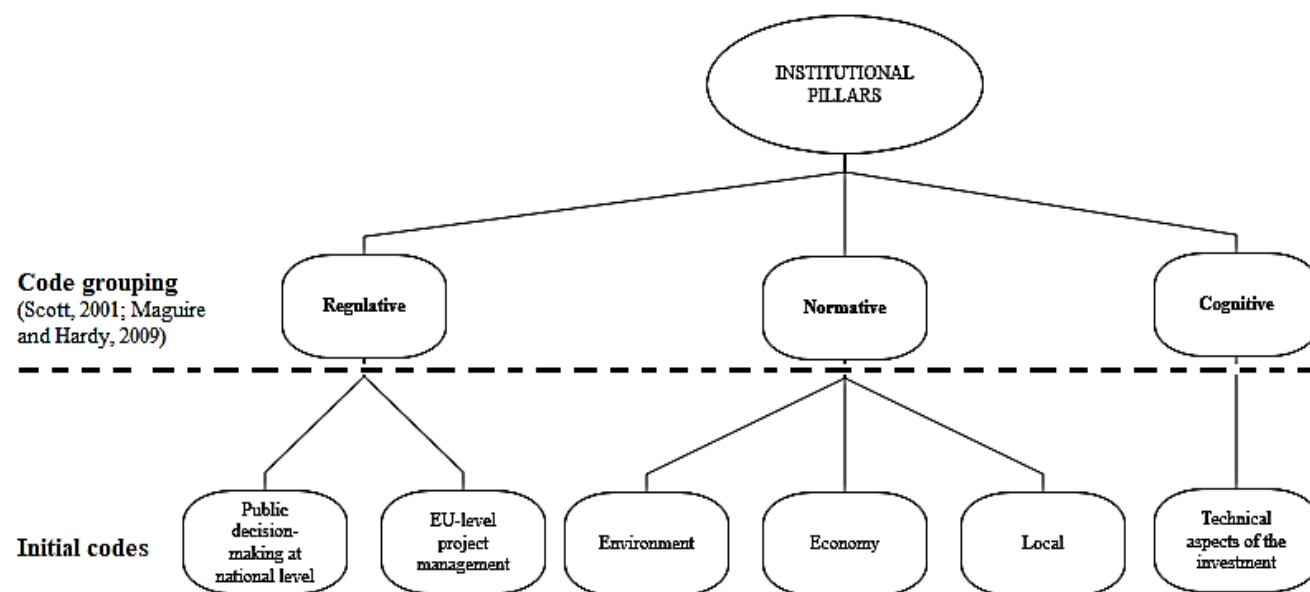 INSTITUTIONAL
PILLARS
Code grouping
(Scott, 2001; Maguire
and Hardy, 2009)
Regulative
Normative
Cognitive
Initial codes
Public
decision-
making at
national level
EU-level
project
management
Environment
Economy
Local
Technical
aspects of the
investment